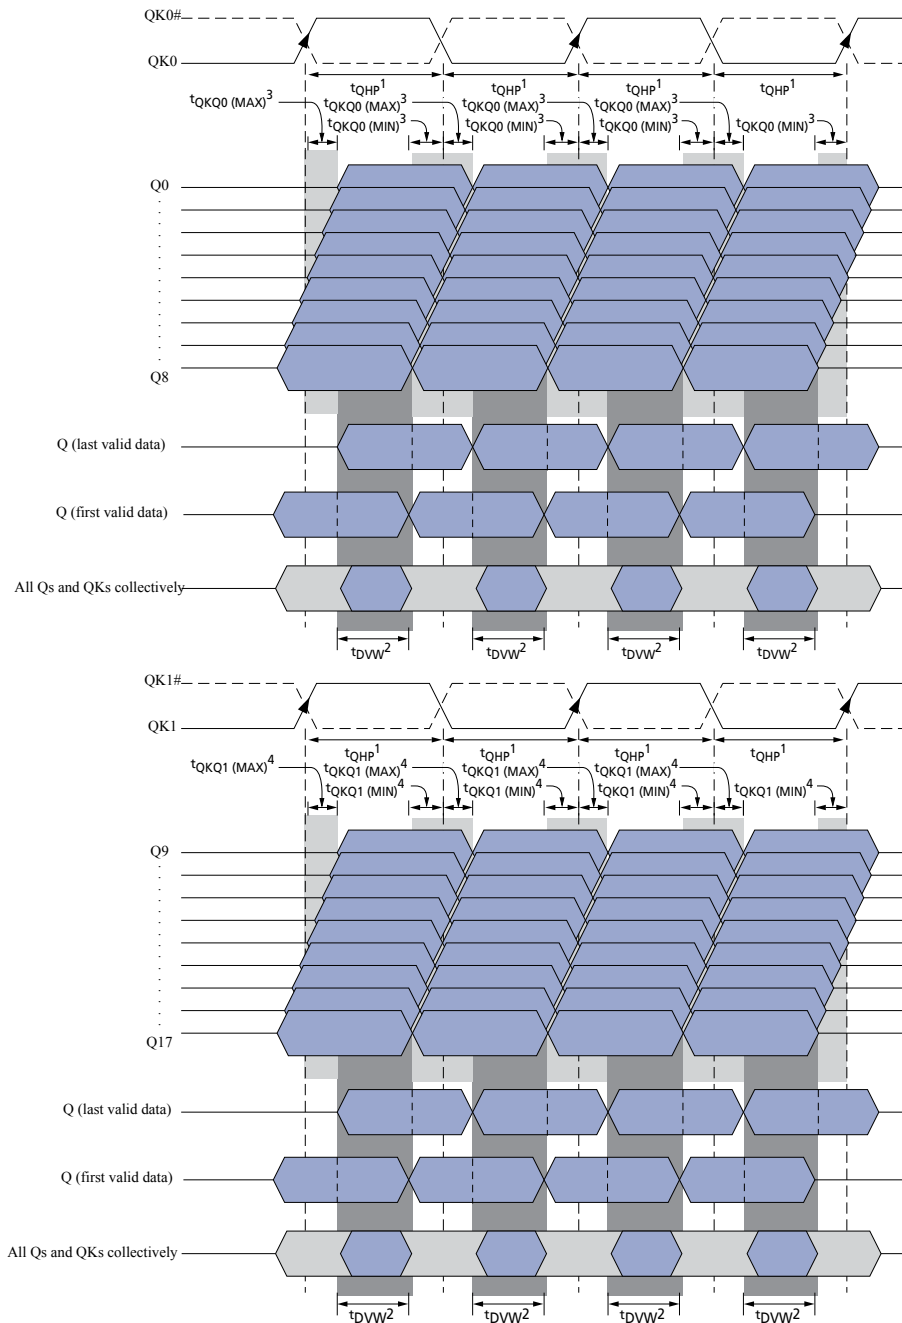 QK0#
QK0
tQHP1 tQHP1 tQHP1 tQHP1
tQKQ0 (MAX)3 tQKQ0 (MAX)3 tQKQ0 (MAX)3 tQKQ0 (MAX)3
tQKQ0 (MIN)3 tQKQ0 (MIN)3 tQKQ0 (MIN)3 tQKQ0 (MIN)3
Q0
Q8
Q (last valid data)
Q (first valid data)
All Qs and QKs collectively
tDVW2 tDVW2 tDVW2 tDVW2
QK1#
QK1
tQHP1 tQHP1 tQHP1 tQHP1
tQKQ1 (MAX)4 tQKQ1 (MAX)4 tQKQ1 (MAX)4 tQKQ1 (MAX)4
tQKQ1 (MIN)4 tQKQ1 (MIN)4 tQKQ1 (MIN)4 tQKQ1 (MIN)4
Q9
Q17
Q (last valid data)
Q (first valid data)
All Qs and QKs collectively
tDVW2 tDVW2 tDVW2 tDVW2